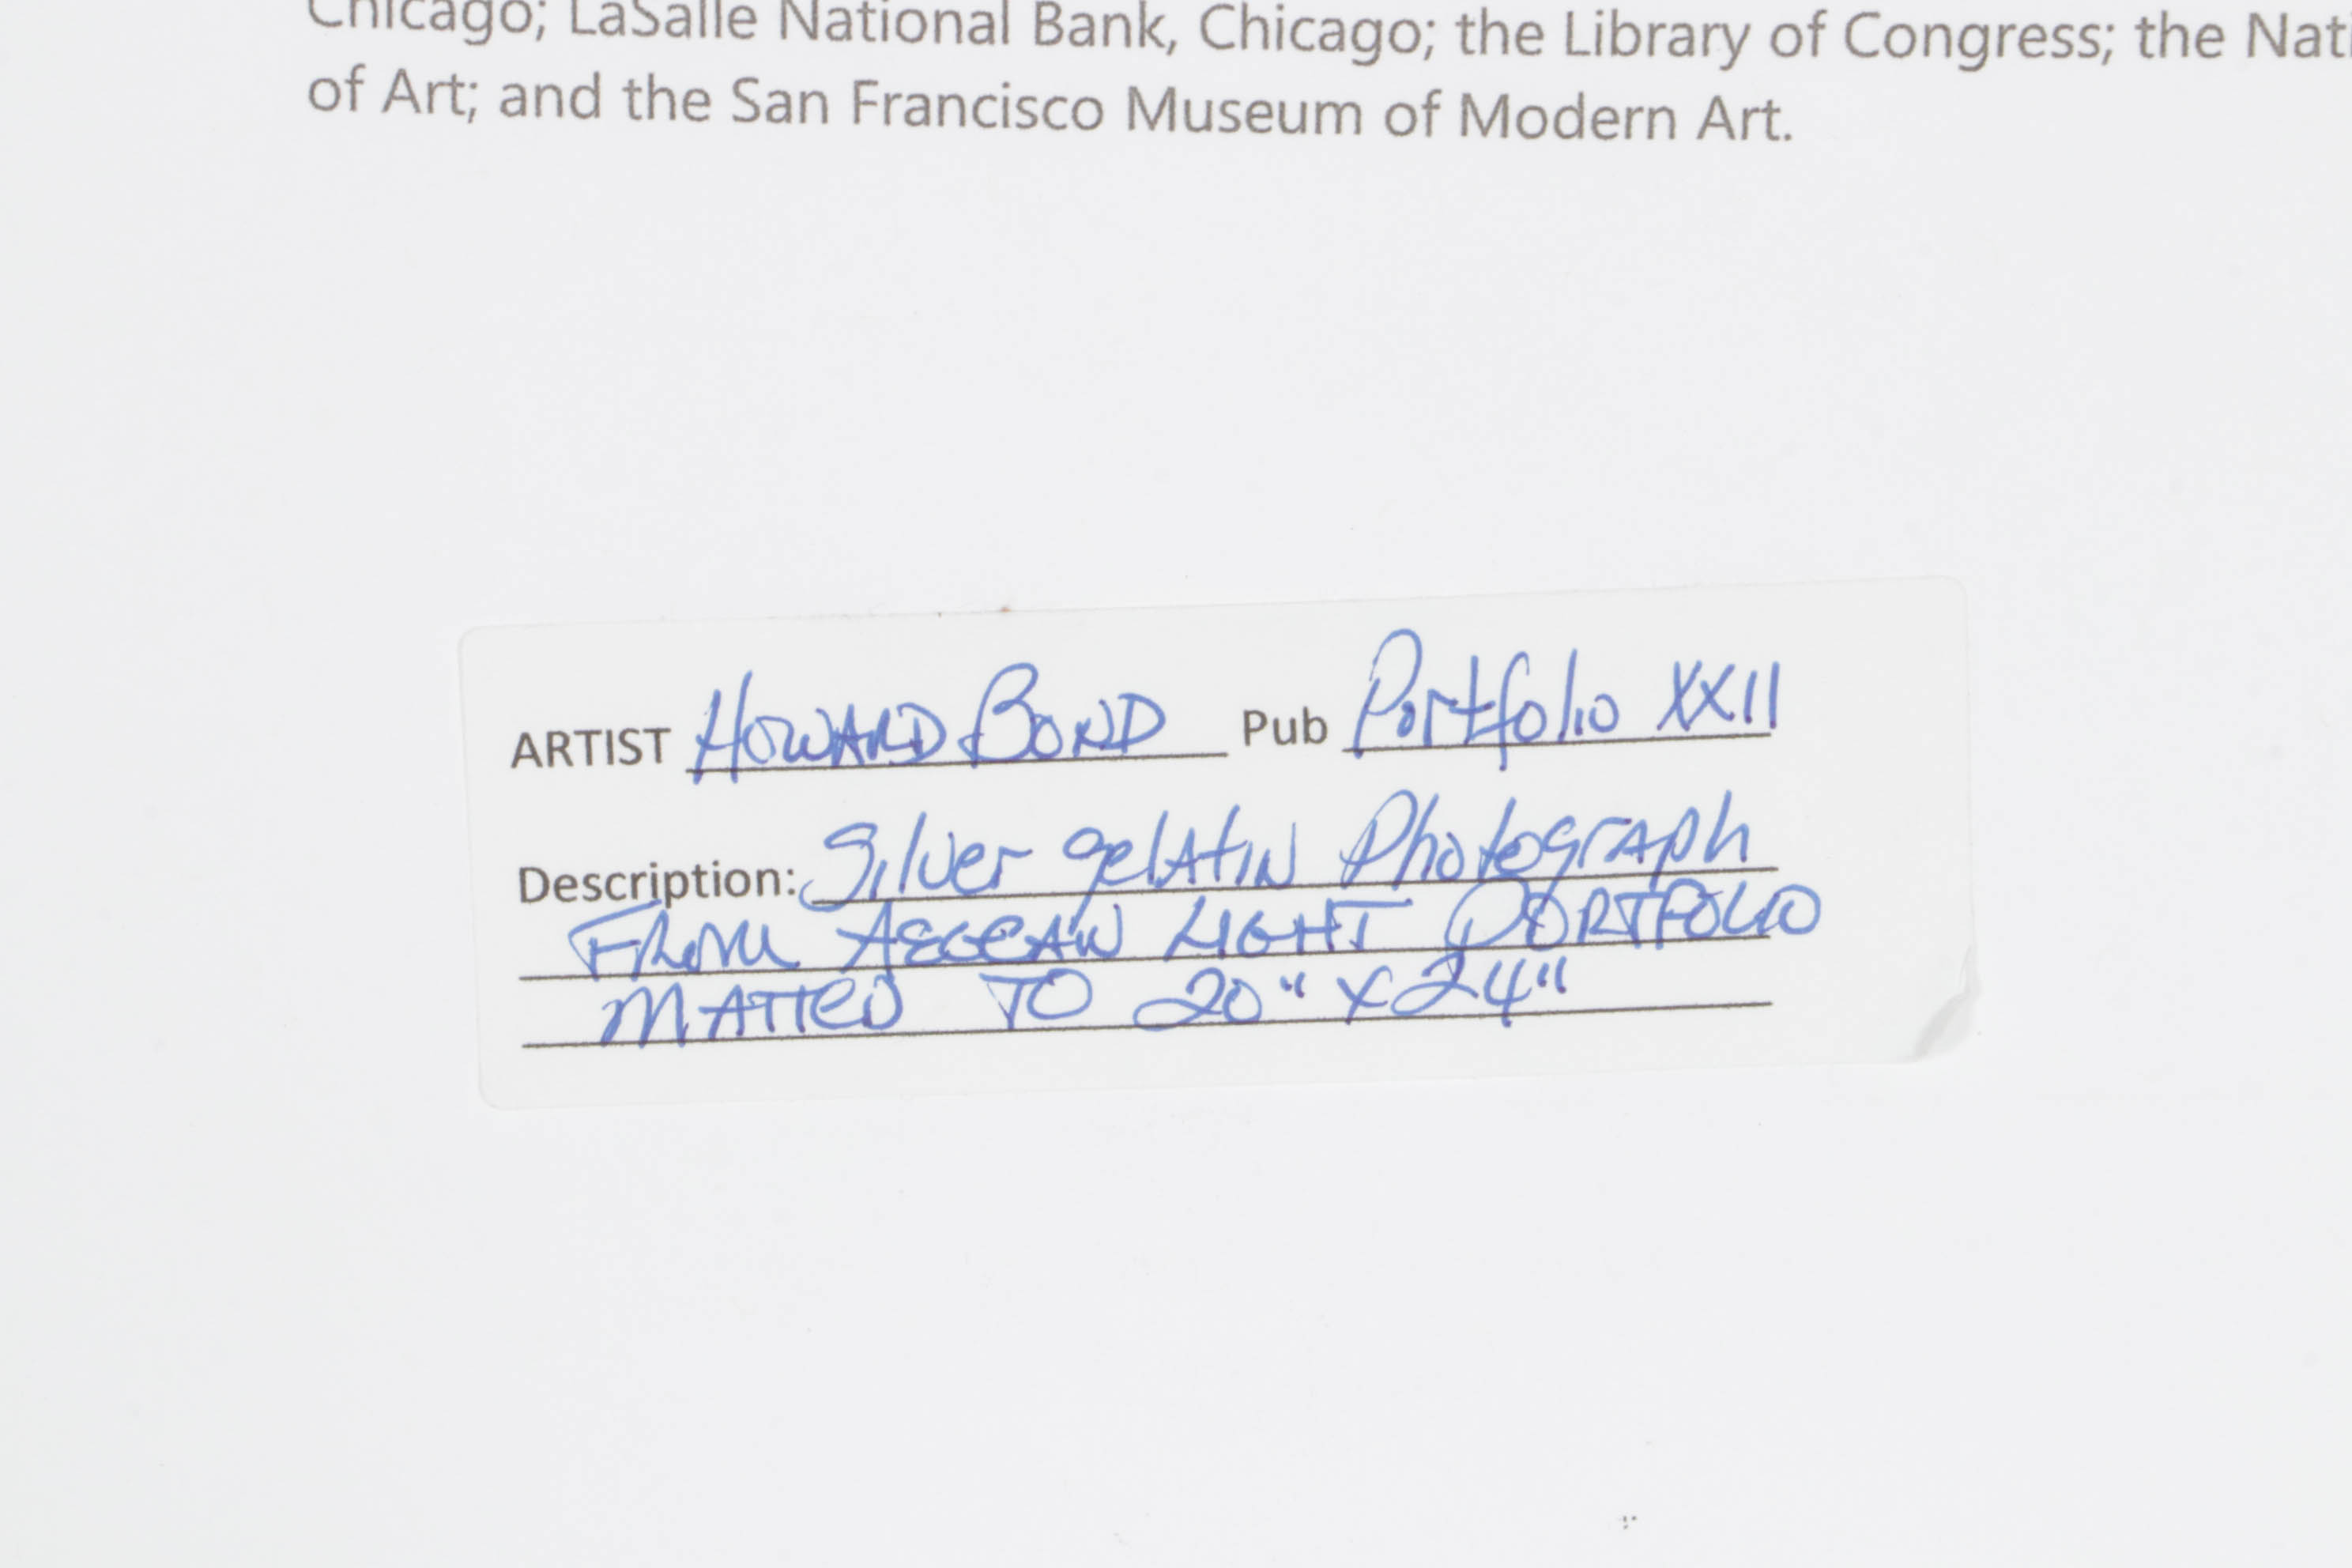 Chicago; LaSalle National Bank, Chicago; the Library of Congress; the Nati
of Art; and the San Francisco Museum of Modern Art.
ARTIST HOWARD BOND Pub Portfolio XXII
Description: Silver gelatin Photograph
FROM AEGEAN LIGHT PORTFOLIO
MATTED TO 20" x 24"